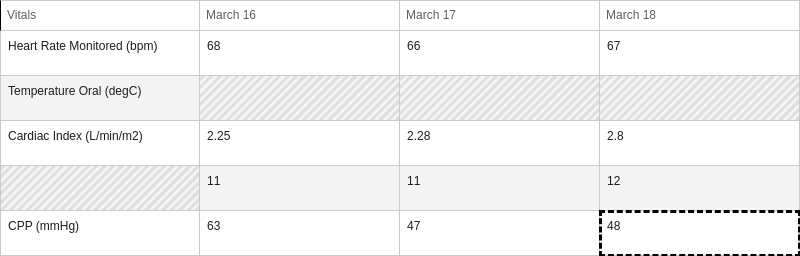 Vitals March 16 March 17 March 18
Heart Rate Monitored (bpm) 68 66 67
Temperature Oral (degC)
Cardiac Index (L/min/m2) 2.25 2.28 2.8
11 11 12
CPP (mmHg) 63 47 48